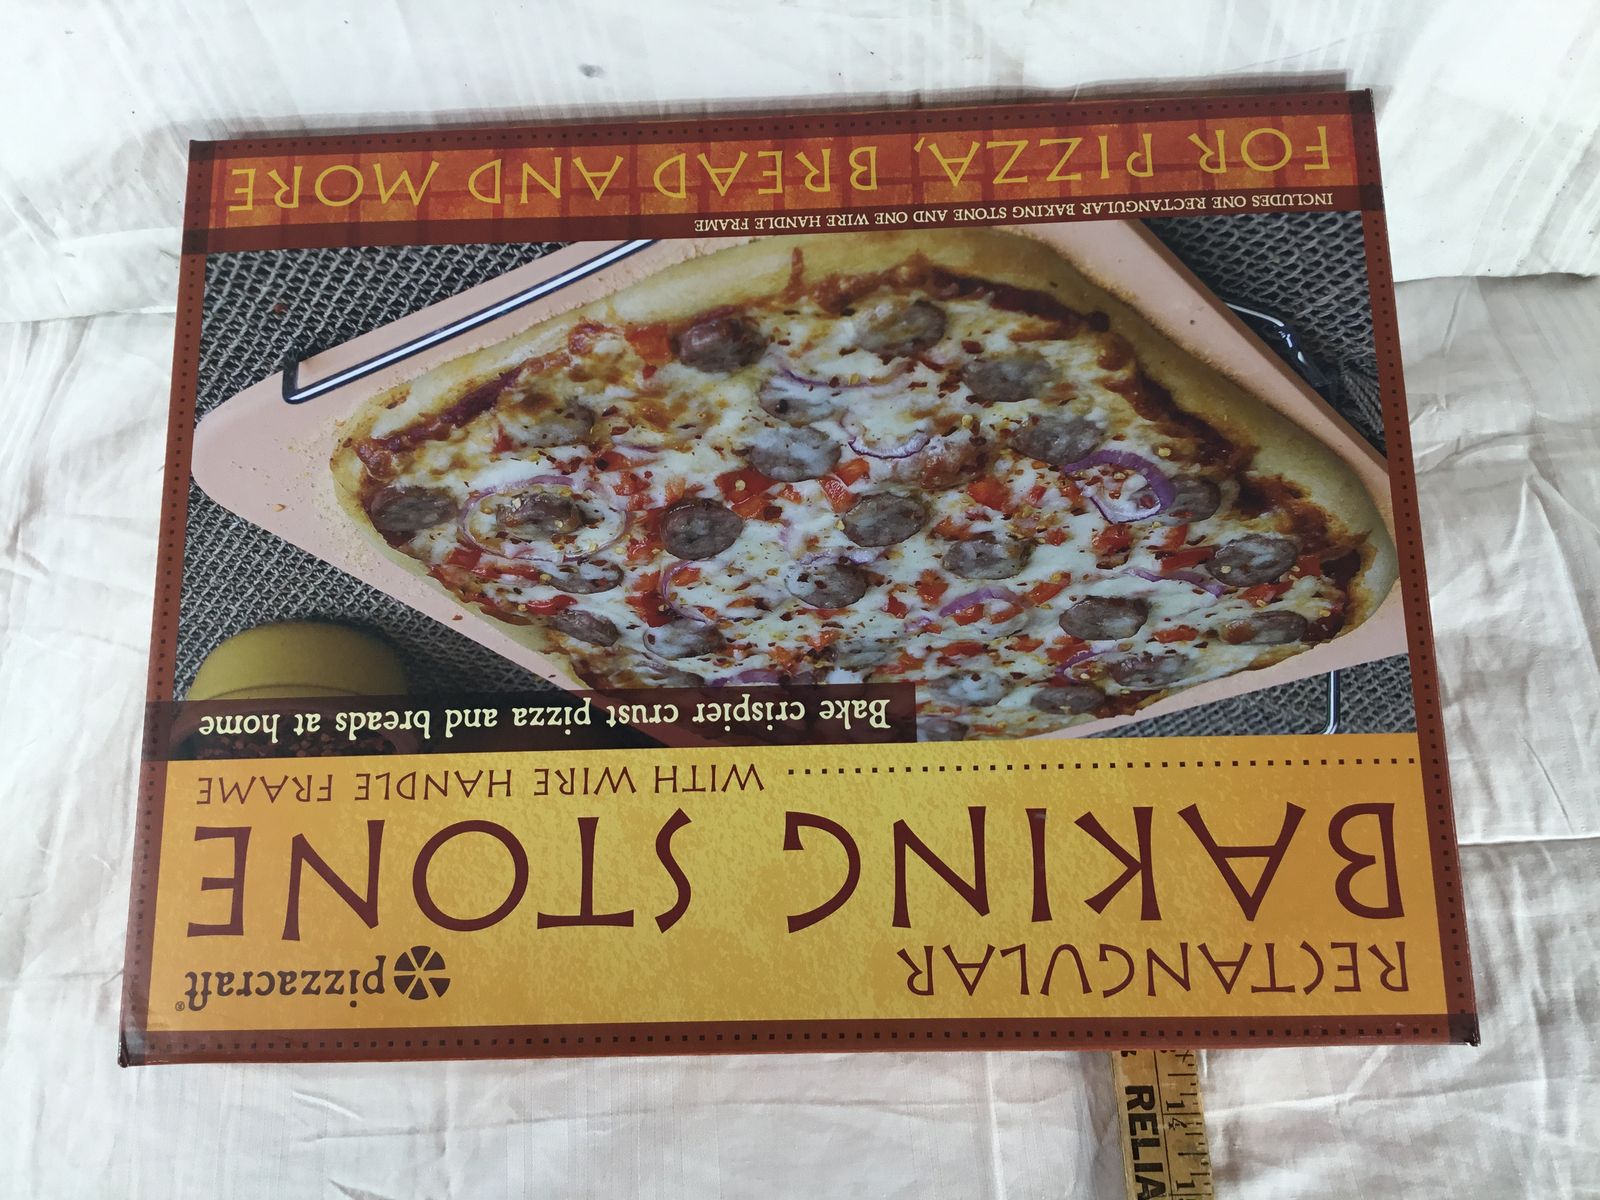 pizzacraft®
RECTANGULAR
BAKING STONE
WITH WIRE HANDLE FRAME
Bake crispier crust pizza and breads at home
INCLUDES ONE RECTANGULAR BAKING STONE AND ONE WIRE HANDLE FRAME
FOR PIZZA, BREAD AND MORE
RELIA
14